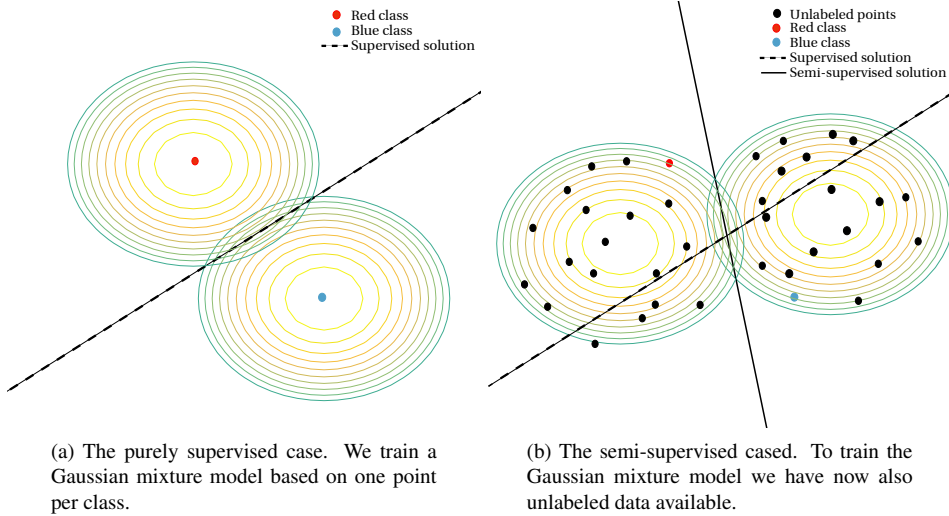 Red class
Blue class
Supervised solution
Unlabeled points
Red class
Blue class
Supervised solution
Semi-supervised solution
(a) The purely supervised case. We train a
Gaussian mixture model based on one point
per class.
(b) The semi-supervised cased. To train the
Gaussian mixture model we have now also
unlabeled data available.